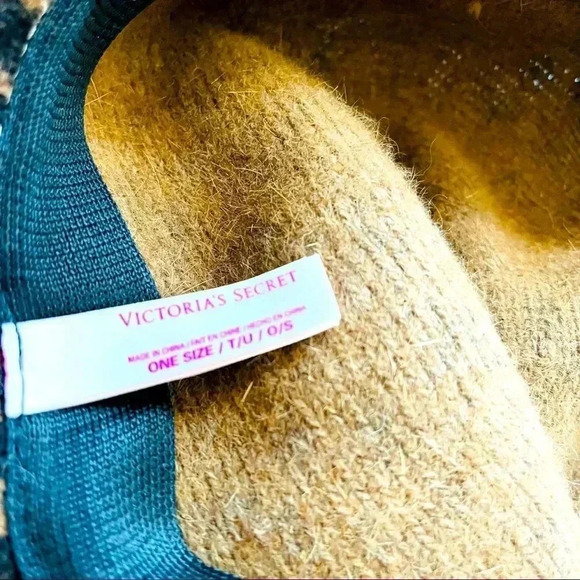 VICTORIA'S SECRET
MADE IN CHINA / FAIT EN CHINE / HECHO EN CHINA
ONE SIZE / T/U / O/S